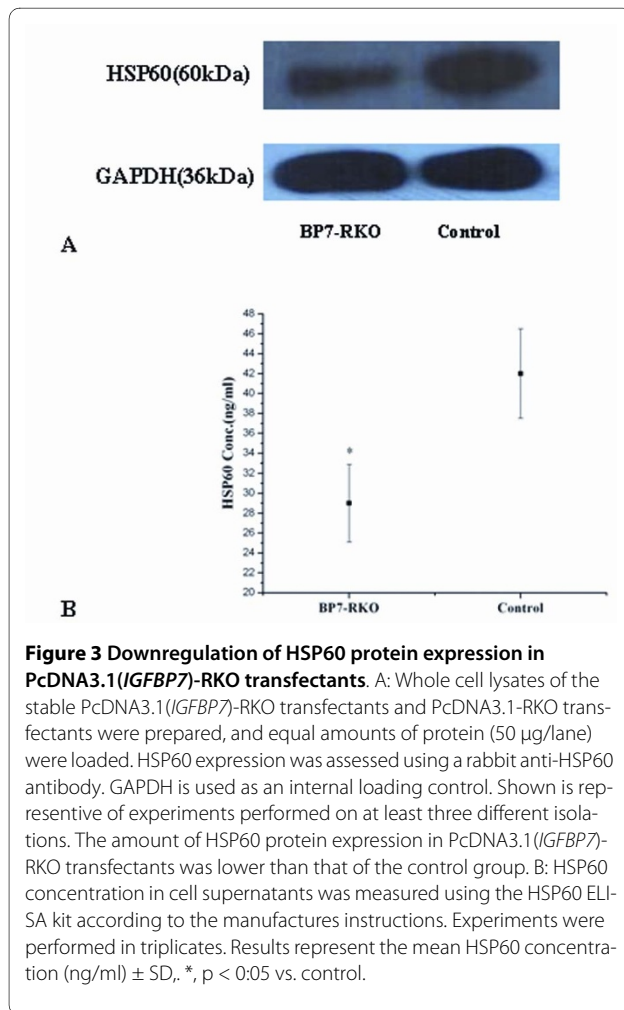 HSP60(60kDa)
GAPDH(36kDa)
BP7-RKO Control
A
48
46
44
42
40
38
36
34
32
30
28
26
24
22
20
HSP60 Conc.(ng/ml)
*
BP7-RKO Control
B
Figure 3 Downregulation of HSP60 protein expression in
PcDNA3.1(IGFBP7)-RKO transfectants. A: Whole cell lysates of the
stable PcDNA3.1(IGFBP7)-RKO transfectants and PcDNA3.1-RKO trans-
fectants were prepared, and equal amounts of protein (50 μg/lane)
were loaded. HSP60 expression was assessed using a rabbit anti-HSP60
antibody. GAPDH is used as an internal loading control. Shown is rep-
resentive of experiments performed on at least three different isola-
tions. The amount of HSP60 protein expression in PcDNA3.1(IGFBP7)-
RKO transfectants was lower than that of the control group. B: HSP60
concentration in cell supernatants was measured using the HSP60 ELI-
SA kit according to the manufactures instructions. Experiments were
performed in triplicates. Results represent the mean HSP60 concentra-
tion (ng/ml) ± SD,. *, p < 0:05 vs. control.